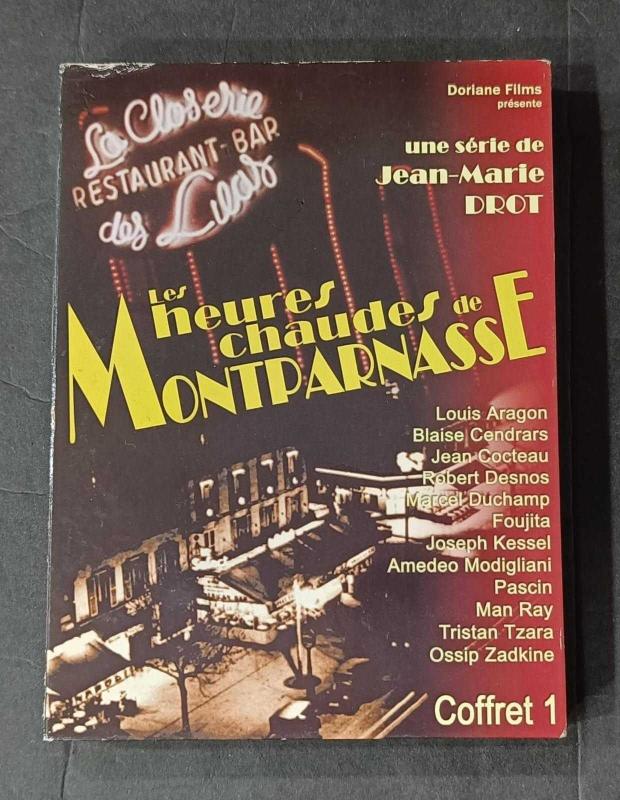 La Closerie
RESTAURANT-BAR
des Lilas
Doriane Films
présente
une série de
Jean-Marie
DROT
Les
heures
chaudes de
MONTPARNASSE
Louis Aragon
Blaise Cendrars
Jean Cocteau
Robert Desnos
Marcel Duchamp
Foujita
Joseph Kessel
Amedeo Modigliani
Pascin
Man Ray
Tristan Tzara
Ossip Zadkine
Coffret 1